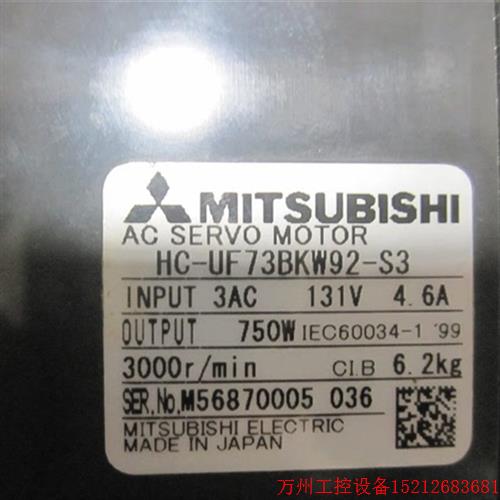 MITSUBISHI
AC SERVO MOTOR
HC-UF73BKW92-S3
INPUT 3AC 131V 4.6A
OUTPUT 750W IEC60034-1 '99
3000r/min CI.B 6.2kg
SER.No.M56870005 036
MITSUBISHI ELECTRIC
MADE IN JAPAN
万州工控设备15212683681